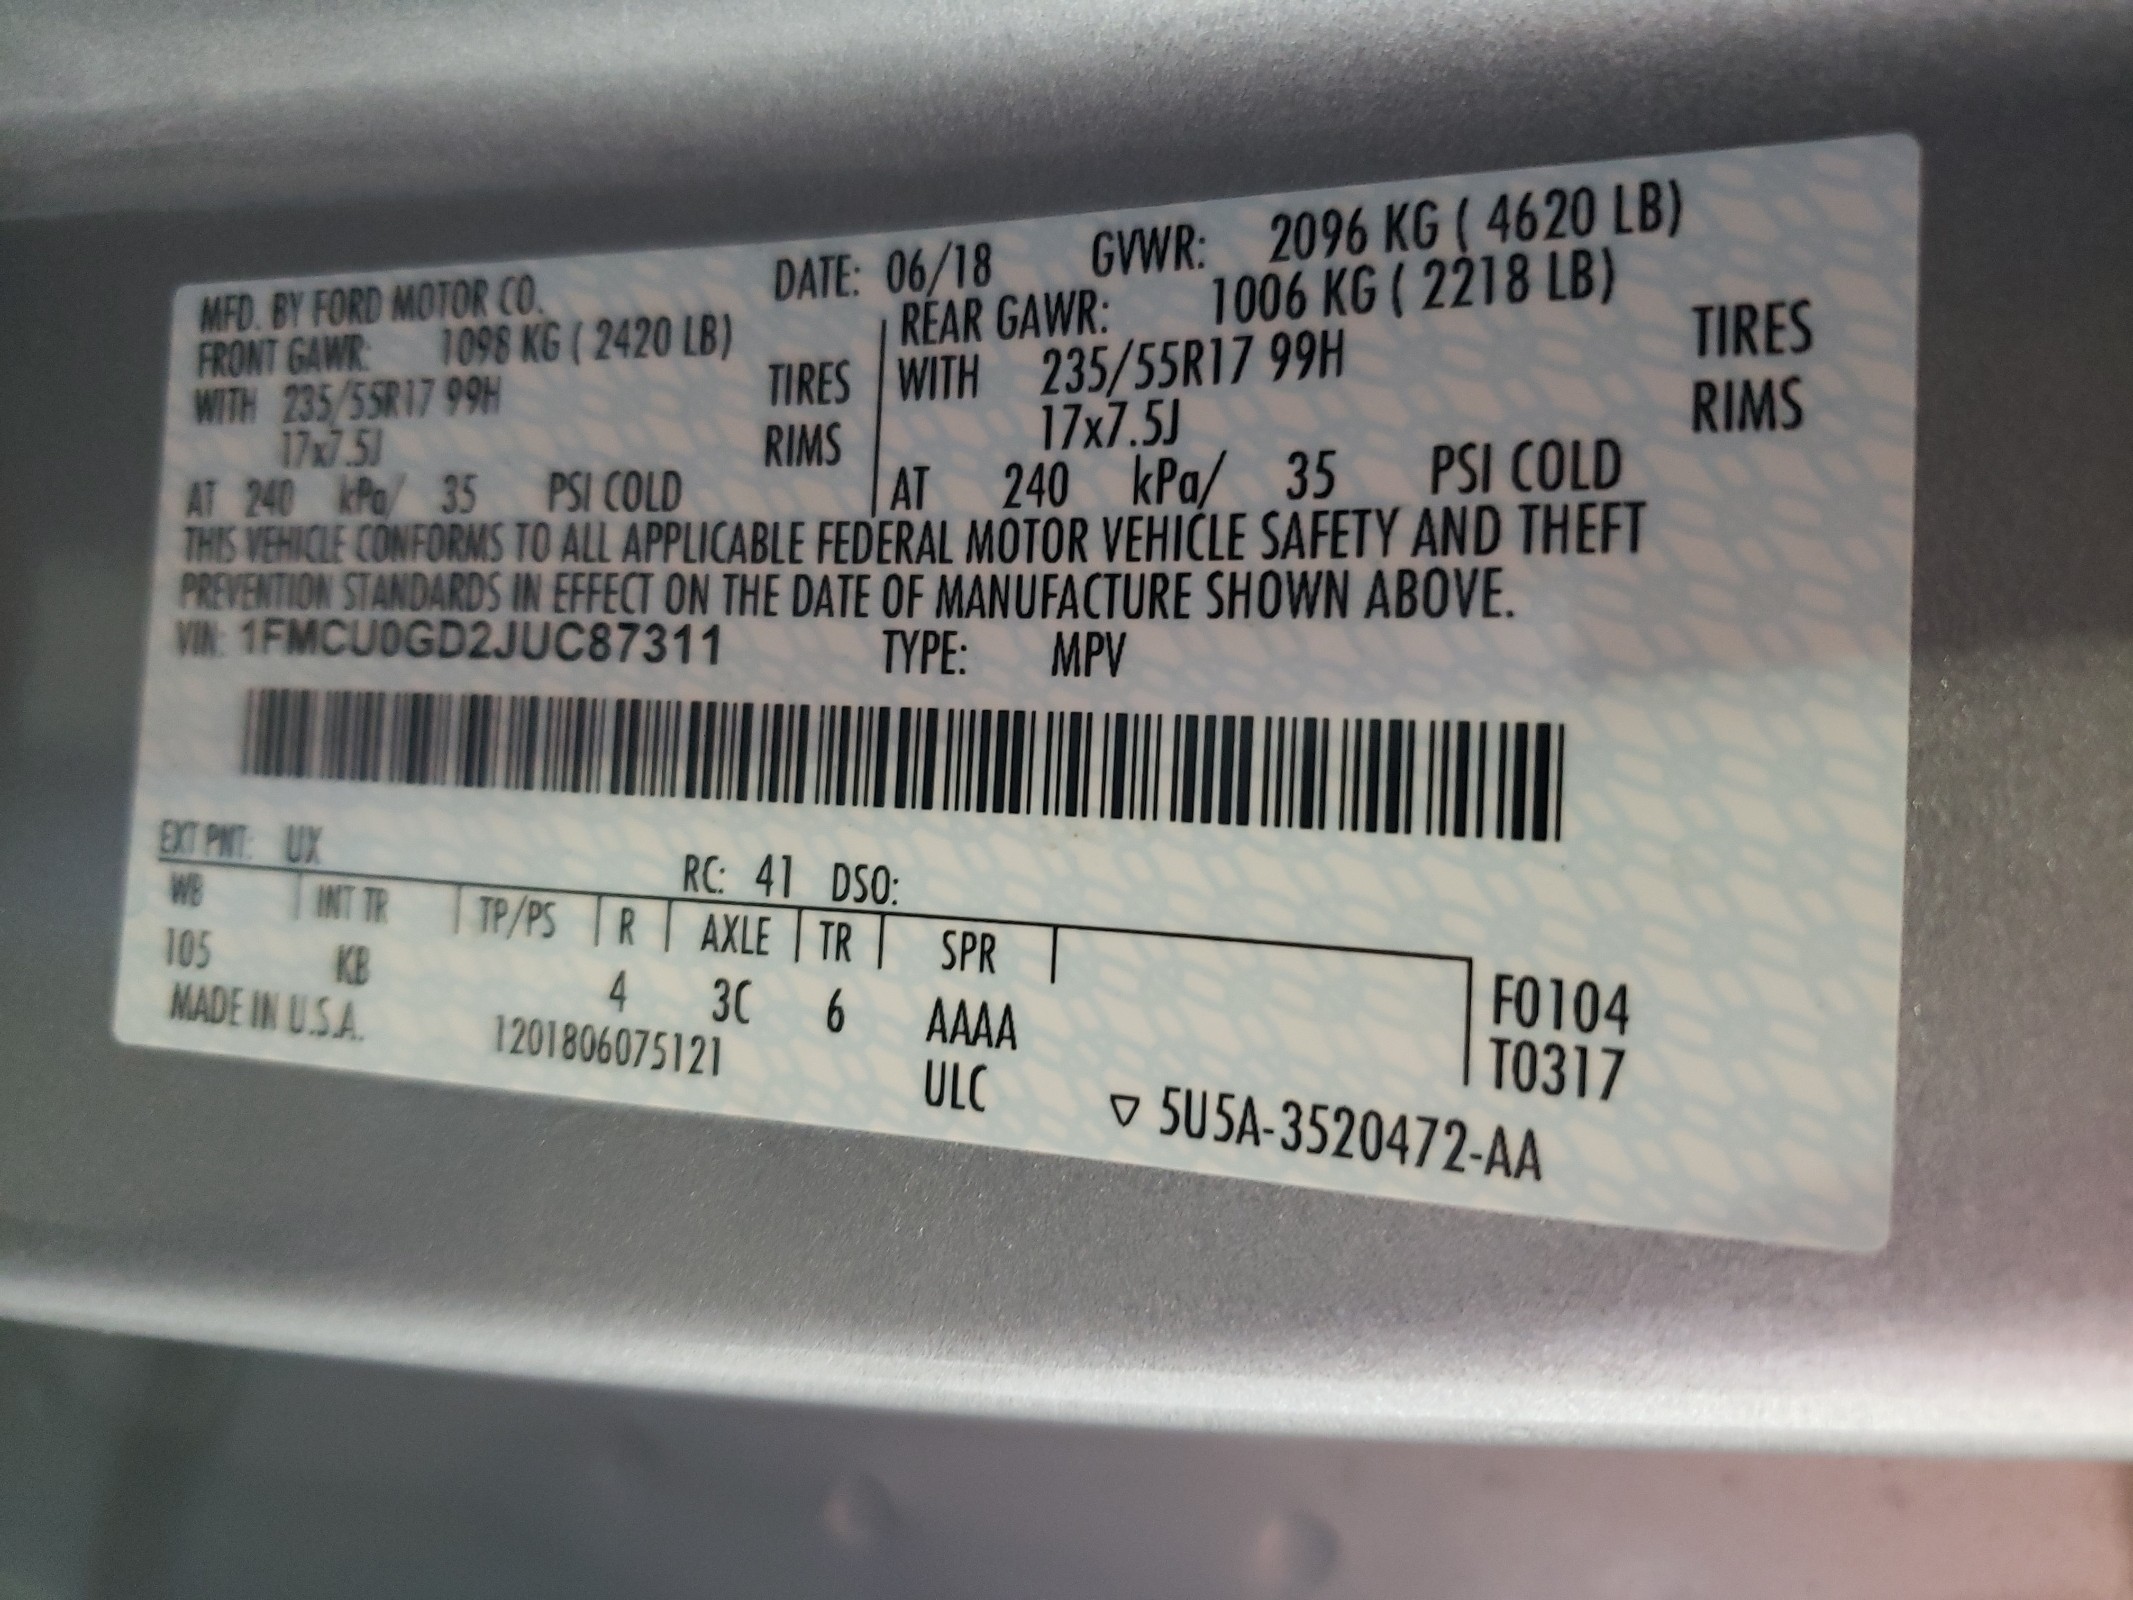 MFD. BY FORD MOTOR CO. DATE: 06/18 GVWR: 2096 KG ( 4620 LB)
FRONT GAWR: 1098 KG ( 2420 LB) REAR GAWR: 1006 KG ( 2218 LB)
WITH 235/55R17 99H TIRES WITH 235/55R17 99H TIRES
17x7.5J RIMS 17x7.5J RIMS
AT 240 kPa/ 35 PSI COLD AT 240 kPa/ 35 PSI COLD
THIS VEHICLE CONFORMS TO ALL APPLICABLE FEDERAL MOTOR VEHICLE SAFETY AND THEFT
PREVENTION STANDARDS IN EFFECT ON THE DATE OF MANUFACTURE SHOWN ABOVE.
VIN: 1FMCU0GD2JUC87311 TYPE: MPV
EXT PNT: UX RC: 41 DSO:
WB INT TR TP/PS R AXLE TR SPR
105 KB 4 3C 6 AAAA F0104
MADE IN U.S.A. 1201806075121 ULC T0317
▽ 5U5A-3520472-AA